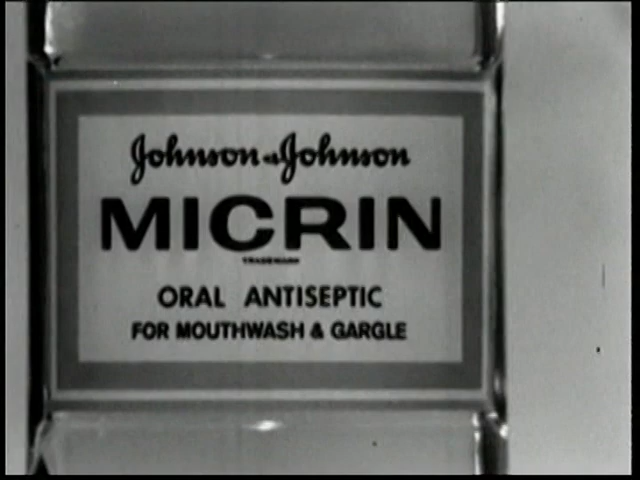 Johnson & Johnson
MICRIN
TRADEMARK
ORAL ANTISEPTIC
FOR MOUTHWASH & GARGLE